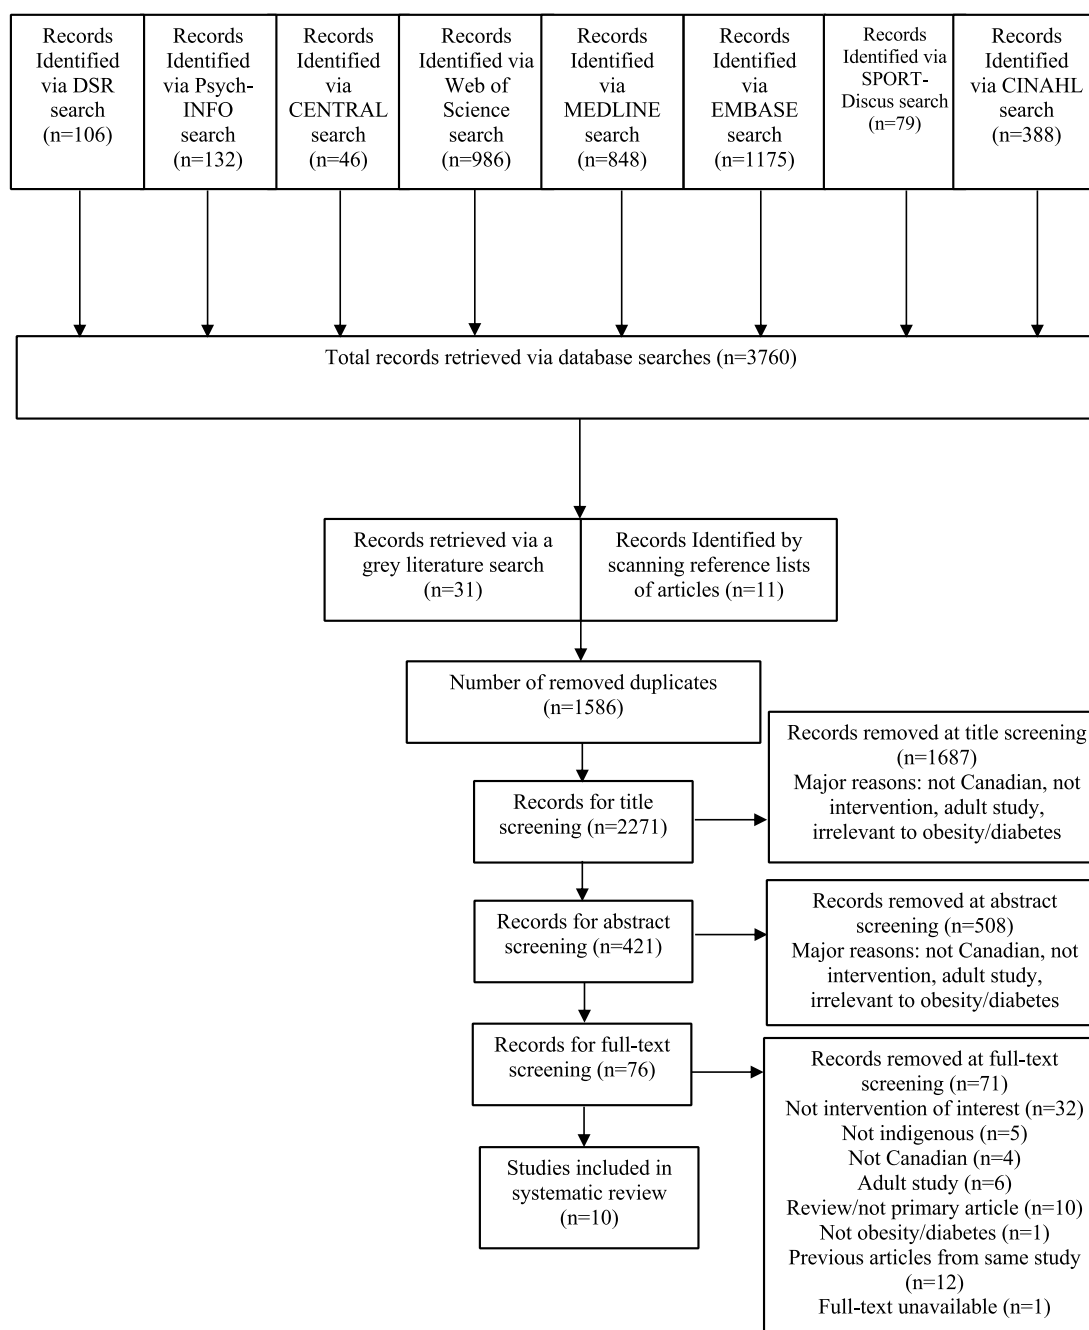 Records
Identified
via DSR
search
(n=106)
Records
Identified
via Psych-
INFO
search
(n=132)
Records
Identified
via
CENTRAL
search
(n=46)
Records
Identified via
Web of
Science
search
(n=986)
Records
Identified
via
MEDLINE
search
(n=848)
Records
Identified
via
EMBASE
search
(n=1175)
Records
Identified via
SPORT-
Discus search
(n=79)
Records
Identified
via CINAHL
search
(n=388)
Total records retrieved via database searches (n=3760)
Records retrieved via a
grey literature search
(n=31)
Records Identified by
scanning reference lists
of articles (n=11)
Number of removed duplicates
(n=1586)
Records for title
screening (n=2271)
Records removed at title screening
(n=1687)
Major reasons: not Canadian, not
intervention, adult study,
irrelevant to obesity/diabetes
Records for abstract
screening (n=421)
Records removed at abstract
screening (n=508)
Major reasons: not Canadian, not
intervention, adult study,
irrelevant to obesity/diabetes
Records for full-text
screening (n=76)
Records removed at full-text
screening (n=71)
Not intervention of interest (n=32)
Not indigenous (n=5)
Not Canadian (n=4)
Adult study (n=6)
Review/not primary article (n=10)
Not obesity/diabetes (n=1)
Previous articles from same study
(n=12)
Full-text unavailable (n=1)
Studies included in
systematic review
(n=10)